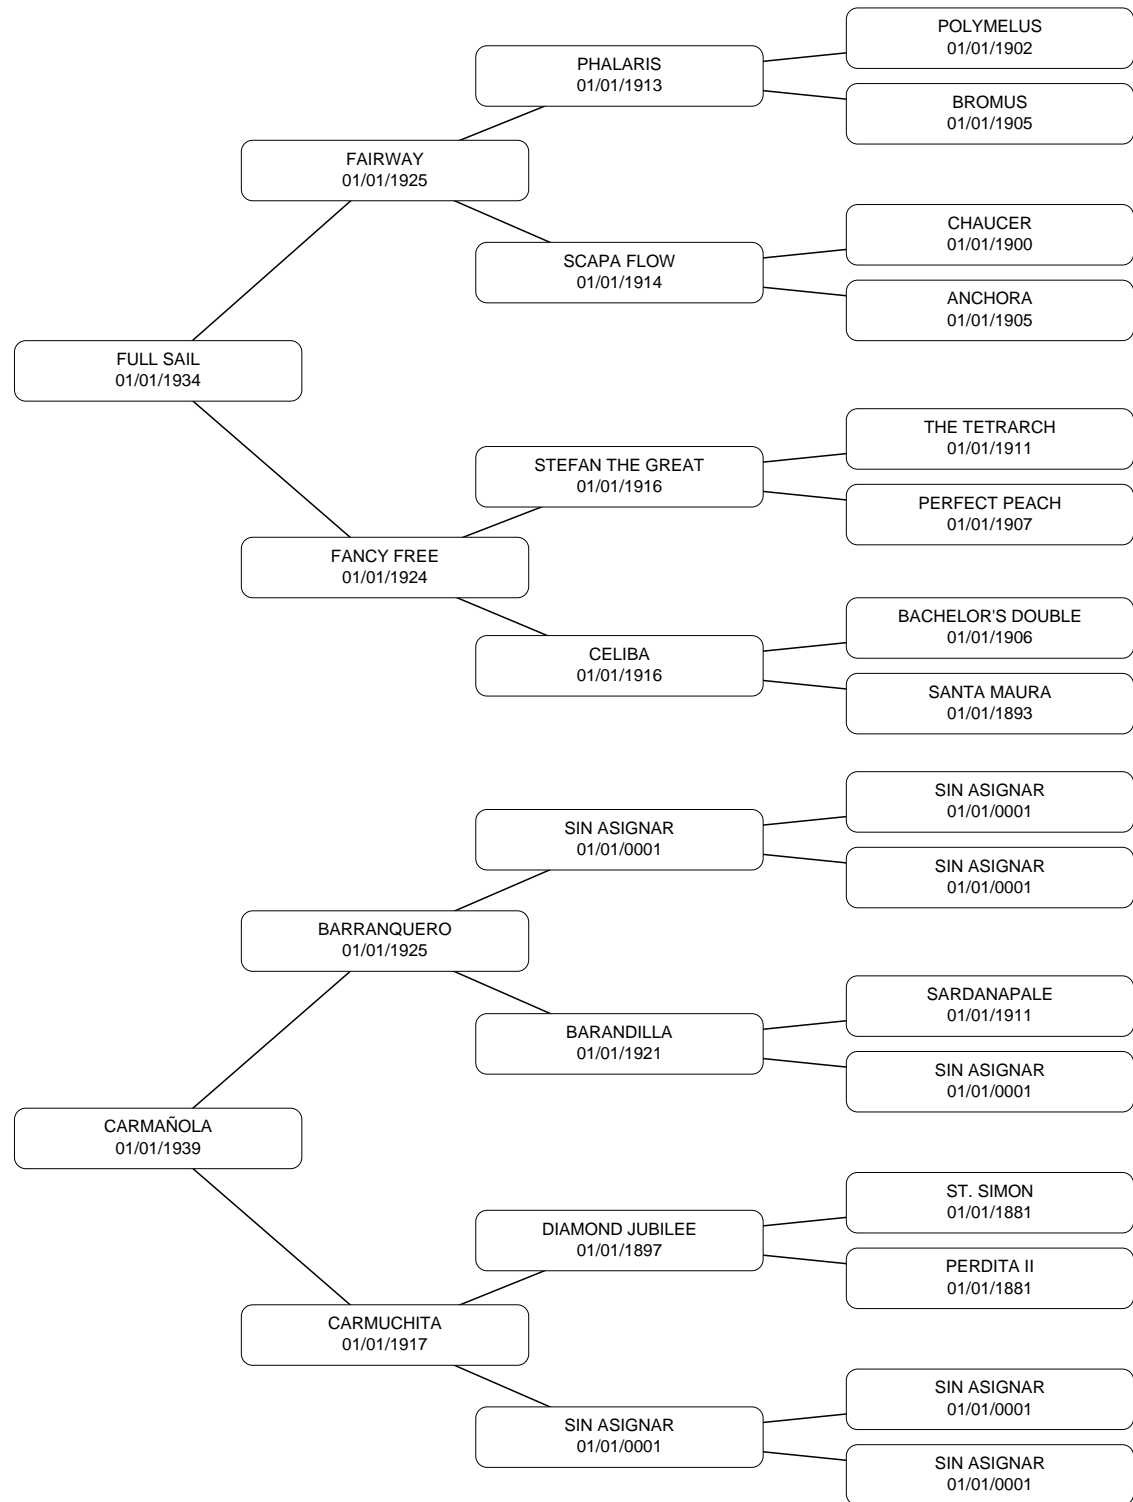 POLYMELUS
01/01/1902
PHALARIS
01/01/1913
BROMUS
01/01/1905
FAIRWAY
01/01/1925
CHAUCER
01/01/1900
SCAPA FLOW
01/01/1914
ANCHORA
01/01/1905
FULL SAIL
01/01/1934
THE TETRARCH
01/01/1911
STEFAN THE GREAT
01/01/1916
PERFECT PEACH
01/01/1907
FANCY FREE
01/01/1924
BACHELOR'S DOUBLE
01/01/1906
CELIBA
01/01/1916
SANTA MAURA
01/01/1893
SIN ASIGNAR
01/01/0001
SIN ASIGNAR
01/01/0001
SIN ASIGNAR
01/01/0001
BARRANQUERO
01/01/1925
SARDANAPALE
01/01/1911
BARANDILLA
01/01/1921
SIN ASIGNAR
01/01/0001
CARMAÑOLA
01/01/1939
ST. SIMON
01/01/1881
DIAMOND JUBILEE
01/01/1897
PERDITA II
01/01/1881
CARMUCHITA
01/01/1917
SIN ASIGNAR
01/01/0001
SIN ASIGNAR
01/01/0001
SIN ASIGNAR
01/01/0001